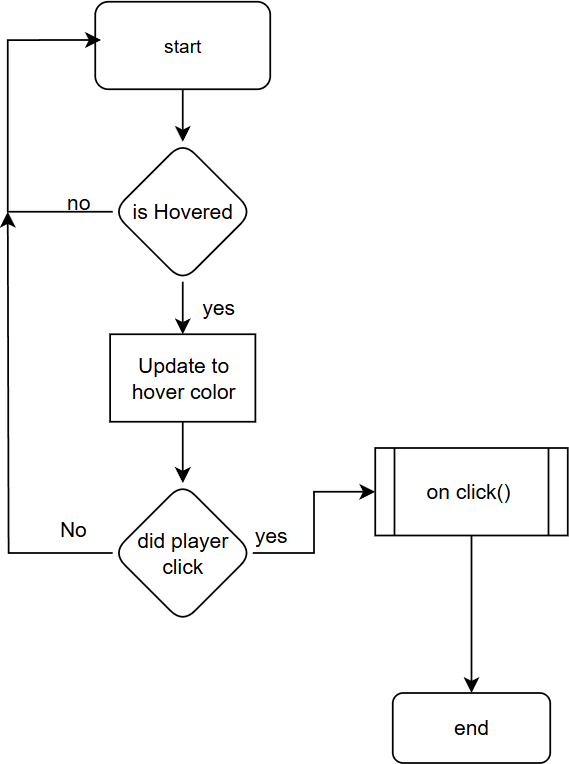 start
no
is Hovered
yes
Update to
hover color
No
did player
click
yes
on click()
end